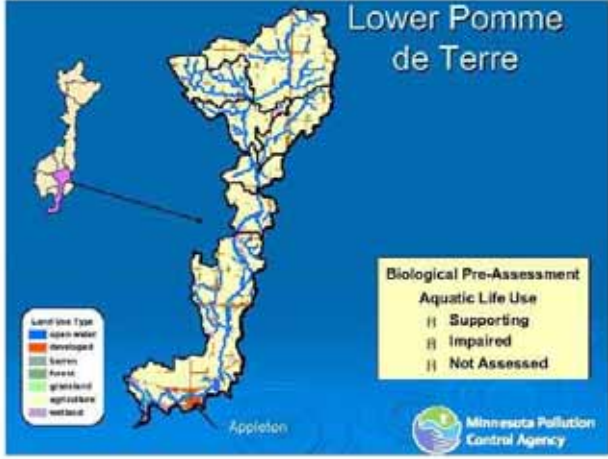 Lower Pomme
de Terre
Biological Pre-Assessment
Aquatic Life Use
Supporting
Impaired
Not Assessed
Land Use Type
open water
developed
barren
forest
grassland
agriculture
wetland
Appleton
Minnesota Pollution
Control Agency